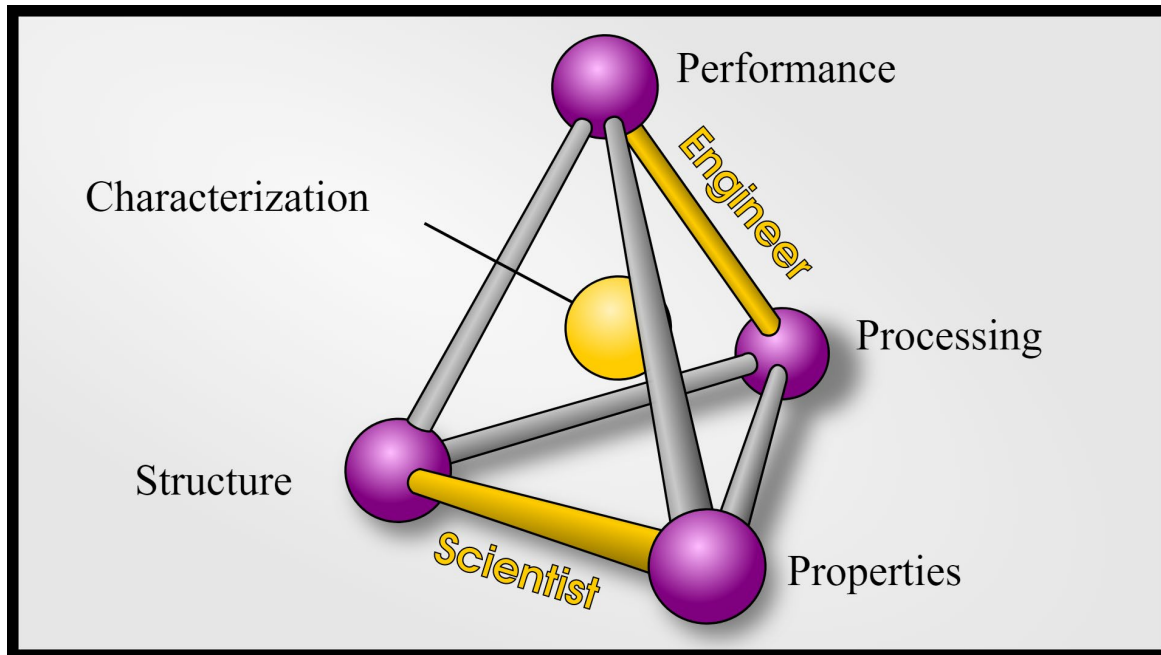 Performance
Engineer
Characterization
Processing
Structure
Scientist
Properties